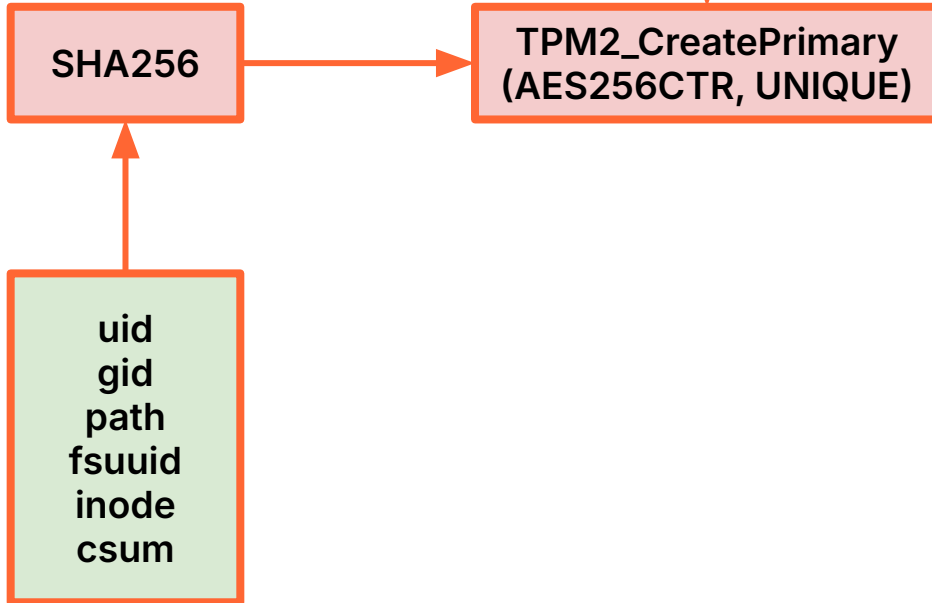 SHA256
TPM2_CreatePrimary
(AES256CTR, UNIQUE)
uid
gid
path
fsuuid
inode
csum